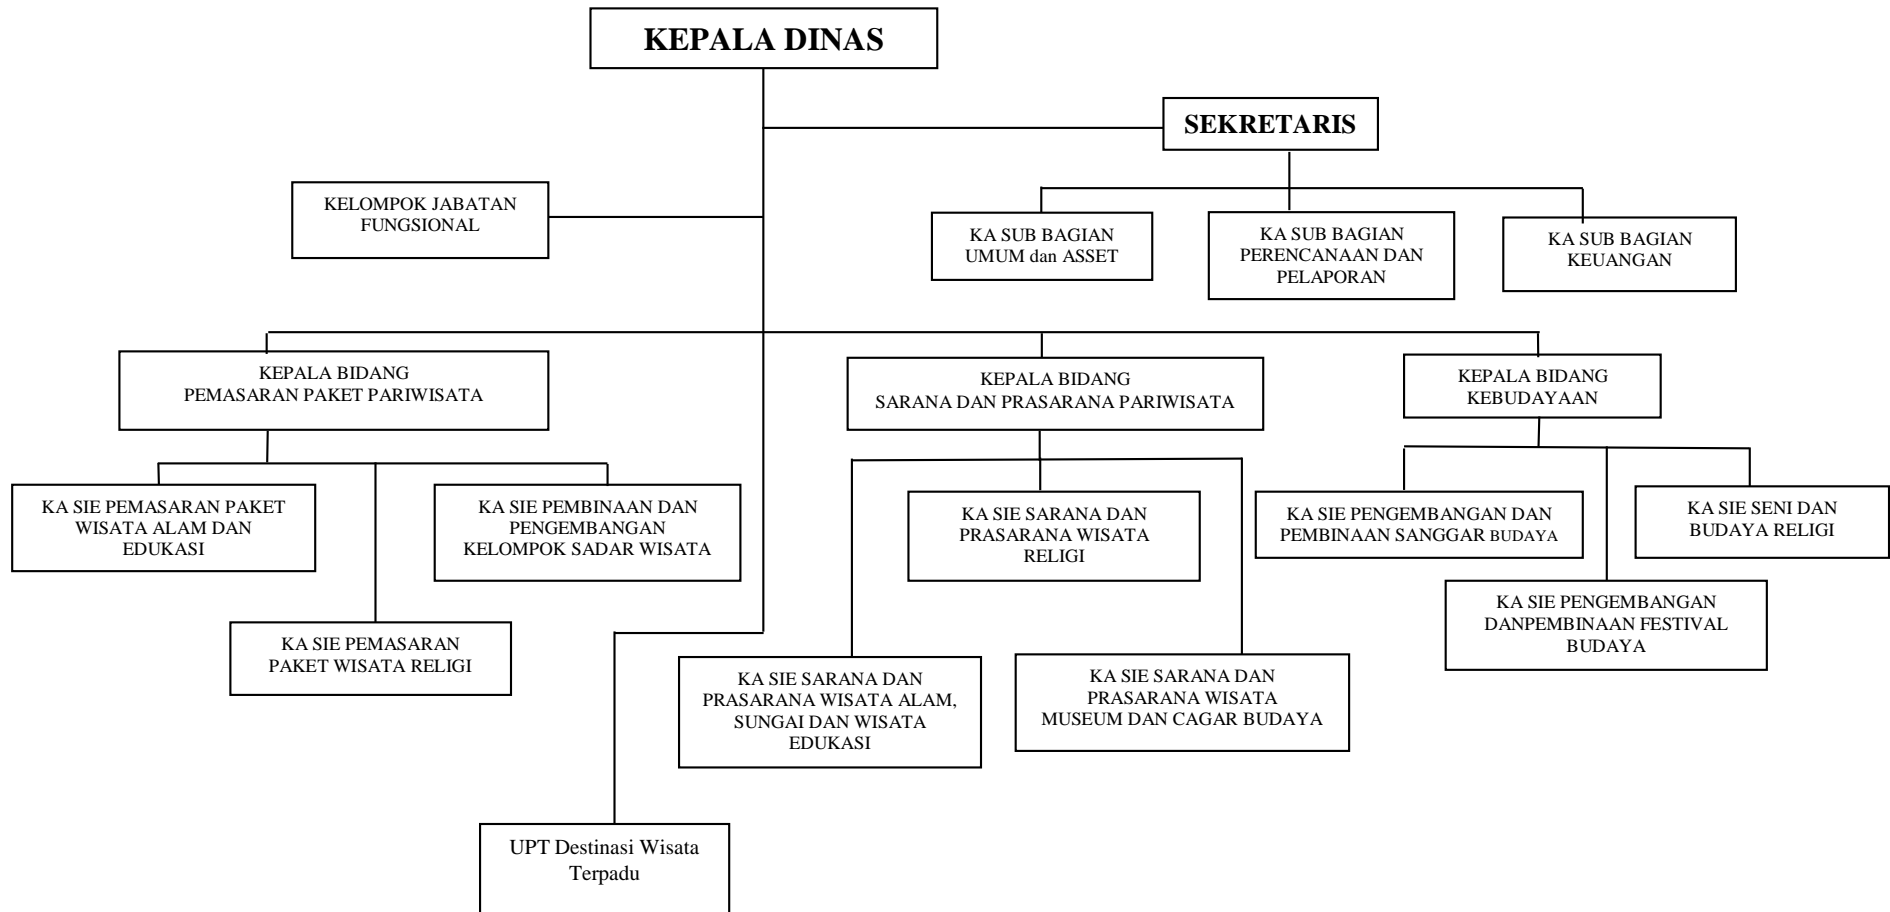 KEPALA DINAS
SEKRETARIS
KELOMPOK JABATAN
FUNGSIONAL
KA SUB BAGIAN
UMUM dan ASSET
KA SUB BAGIAN
PERENCANAAN DAN
PELAPORAN
KA SUB BAGIAN
KEUANGAN
KEPALA BIDANG
PEMASARAN PAKET PARIWISATA
KEPALA BIDANG
SARANA DAN PRASARANA PARIWISATA
KEPALA BIDANG
KEBUDAYAAN
KA SIE PEMASARAN PAKET
WISATA ALAM DAN
EDUKASI
KA SIE PEMBINAAN DAN
PENGEMBANGAN
KELOMPOK SADAR WISATA
KA SIE SARANA DAN
PRASARANA WISATA
RELIGI
KA SIE PENGEMBANGAN DAN
PEMBINAAN SANGGAR BUDAYA
KA SIE SENI DAN
BUDAYA RELIGI
KA SIE PEMASARAN
PAKET WISATA RELIGI
KA SIE SARANA DAN
PRASARANA WISATA ALAM,
SUNGAI DAN WISATA
EDUKASI
KA SIE SARANA DAN
PRASARANA WISATA
MUSEUM DAN CAGAR BUDAYA
KA SIE PENGEMBANGAN
DANPEMBINAAN FESTIVAL
BUDAYA
UPT Destinasi Wisata
Terpadu